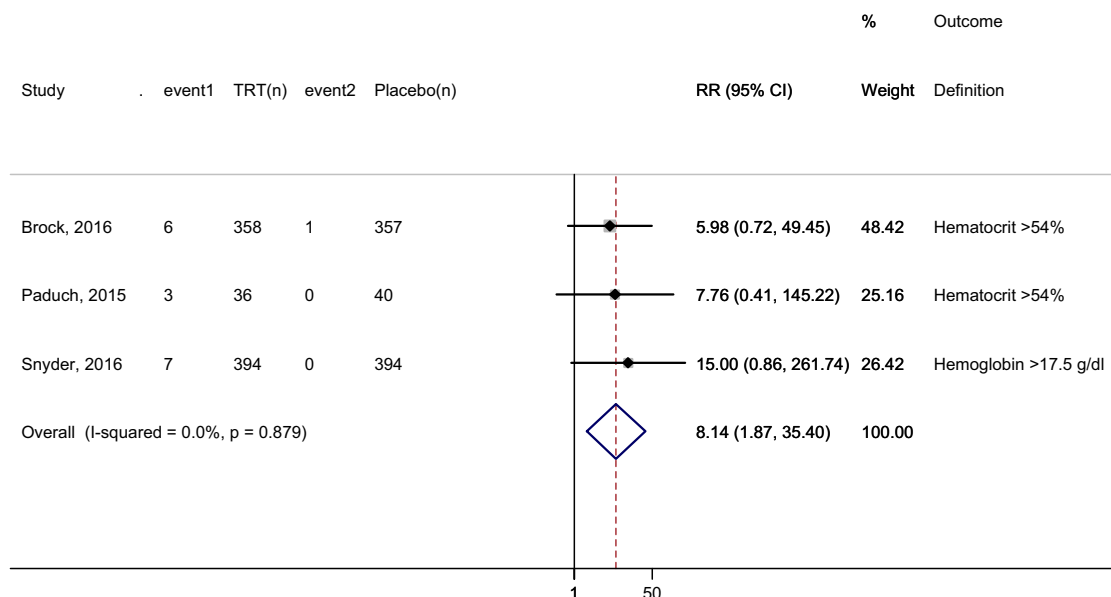 % Outcome
Study . event1 TRT(n) event2 Placebo(n) RR (95% CI) Weight Definition
Brock, 2016 6 358 1 357 5.98 (0.72, 49.45) 48.42 Hematocrit >54%
Paduch, 2015 3 36 0 40 7.76 (0.41, 145.22) 25.16 Hematocrit >54%
Snyder, 2016 7 394 0 394 15.00 (0.86, 261.74) 26.42 Hemoglobin >17.5 g/dl
Overall (I-squared = 0.0%, p = 0.879) 8.14 (1.87, 35.40) 100.00
1 50